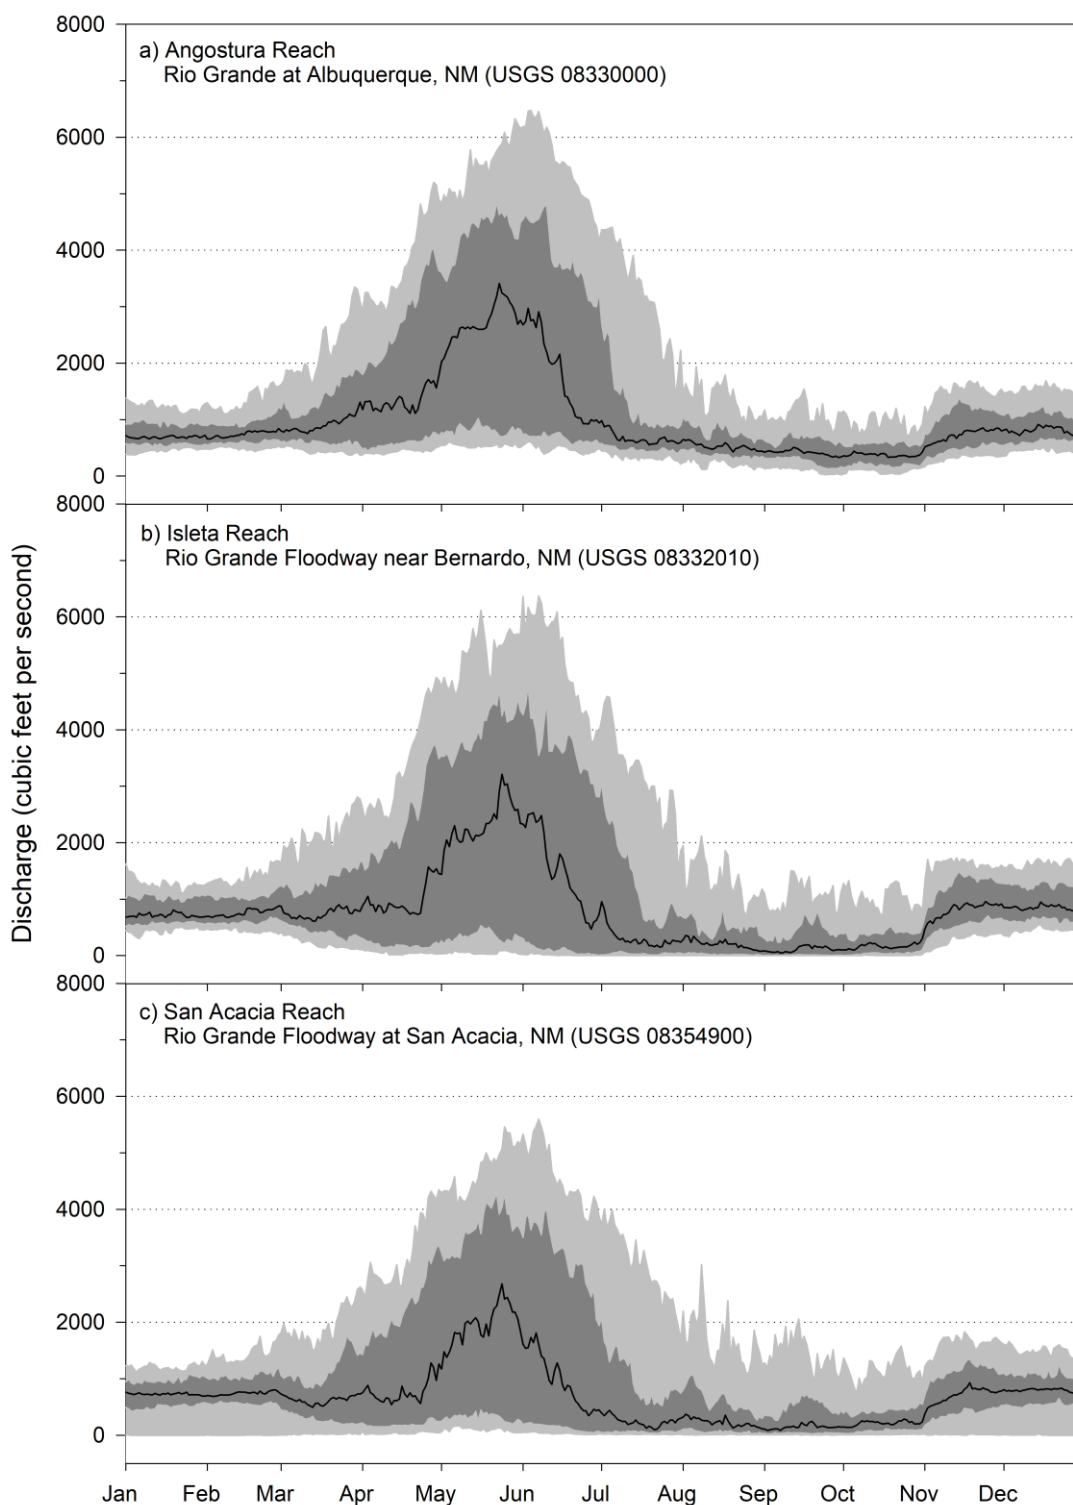 8000
a) Angostura Reach
Rio Grande at Albuquerque, NM (USGS 08330000)
6000
4000
2000
0
8000
b) Isleta Reach
Rio Grande Floodway near Bernardo, NM (USGS 08332010)
6000
4000
2000
0
Discharge (cubic feet per second)
8000
c) San Acacia Reach
Rio Grande Floodway at San Acacia, NM (USGS 08354900)
6000
4000
2000
0
Jan Feb Mar Apr May Jun Jul Aug Sep Oct Nov Dec